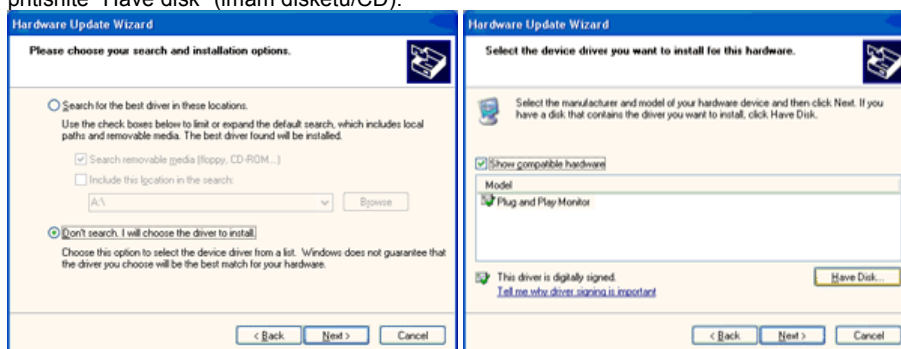 pritisnite "Have disk" (imam disketu/CD).
Hardware Update Wizard
Please choose your search and installation options.
Search for the best driver in these locations.
Use the check boxes below to limit or expand the default search, which includes local
paths and removable media. The best driver found will be installed.
Search removable media (floppy, CD-ROM...)
Include this location in the search:
A:\
Browse
Don't search. I will choose the driver to install.
Choose this option to select the device driver from a list. Windows does not guarantee that
the driver you choose will be the best match for your hardware.
< Back
Next >
Cancel
Hardware Update Wizard
Select the device driver you want to install for this hardware.
Select the manufacturer and model of your hardware device and then click Next. If you
have a disk that contains the driver you want to install, click Have Disk.
Show compatible hardware
Model
Plug and Play Monitor
This driver is digitally signed.
Tell me why driver signing is important
Have Disk...
< Back
Next >
Cancel